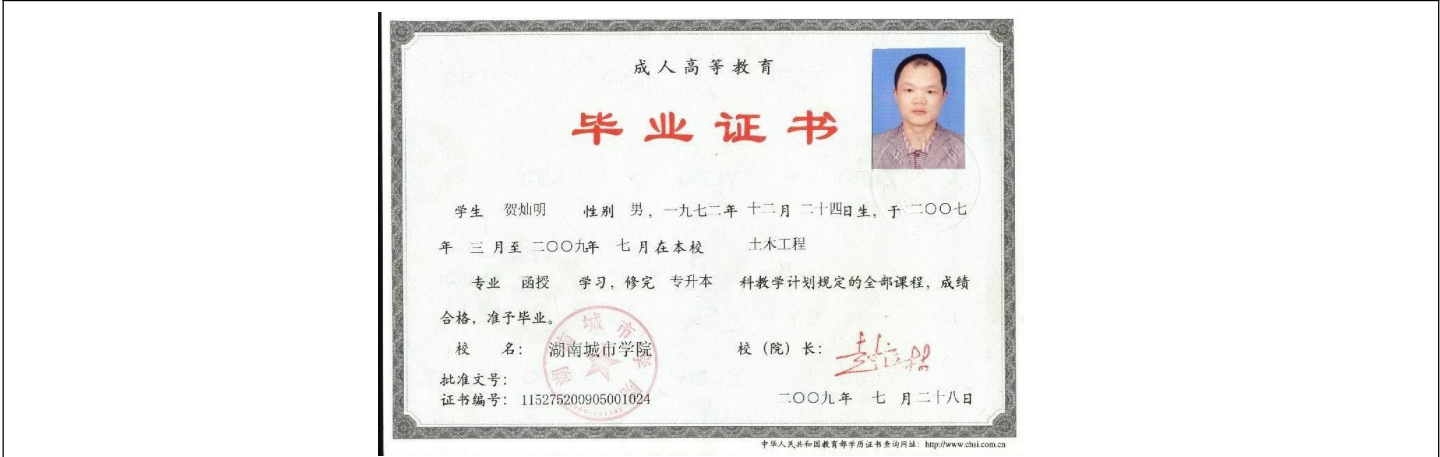 成人高等教育
毕业证书
学生 贺灿明 性别 男，一九七二年 十二月 二十四日生，于 二〇〇七
年 三 月至 二〇〇九年 七 月在本校 土木工程
专业 函授 学习，修完 专升本 科教学计划规定的全部课程，成绩
合格，准予毕业。
校 名： 湖南城市学院 校（院）长：
批准文号：
证书编号： 115275200905001024 二〇〇九年 七 月二十八日
湖南城市学院
中华人民共和国教育部学历证书查询网址：http://www.chsi.com.cn